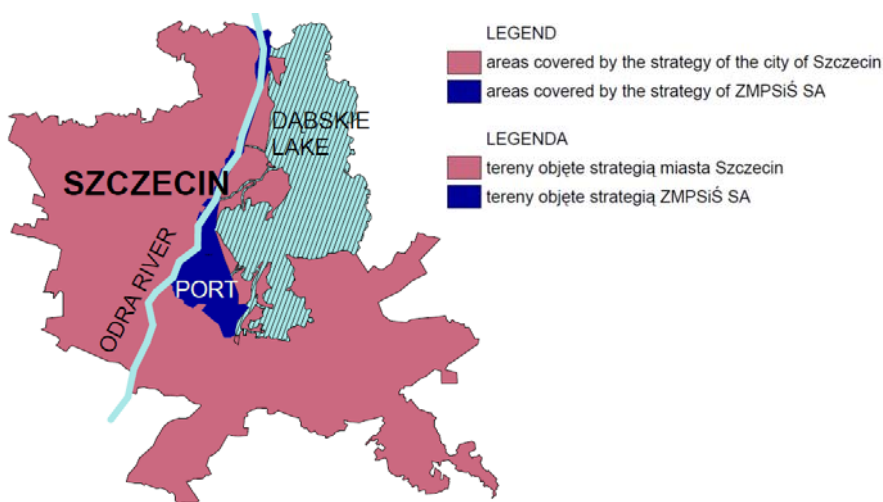 DĄBSKIE
LAKE
SZCZECIN
ODRA RIVER
PORT
LEGEND
areas covered by the strategy of the city of Szczecin
areas covered by the strategy of ZMPSiŚ SA
LEGENDA
tereny objęte strategią miasta Szczecin
tereny objęte strategią ZMPSiŚ SA